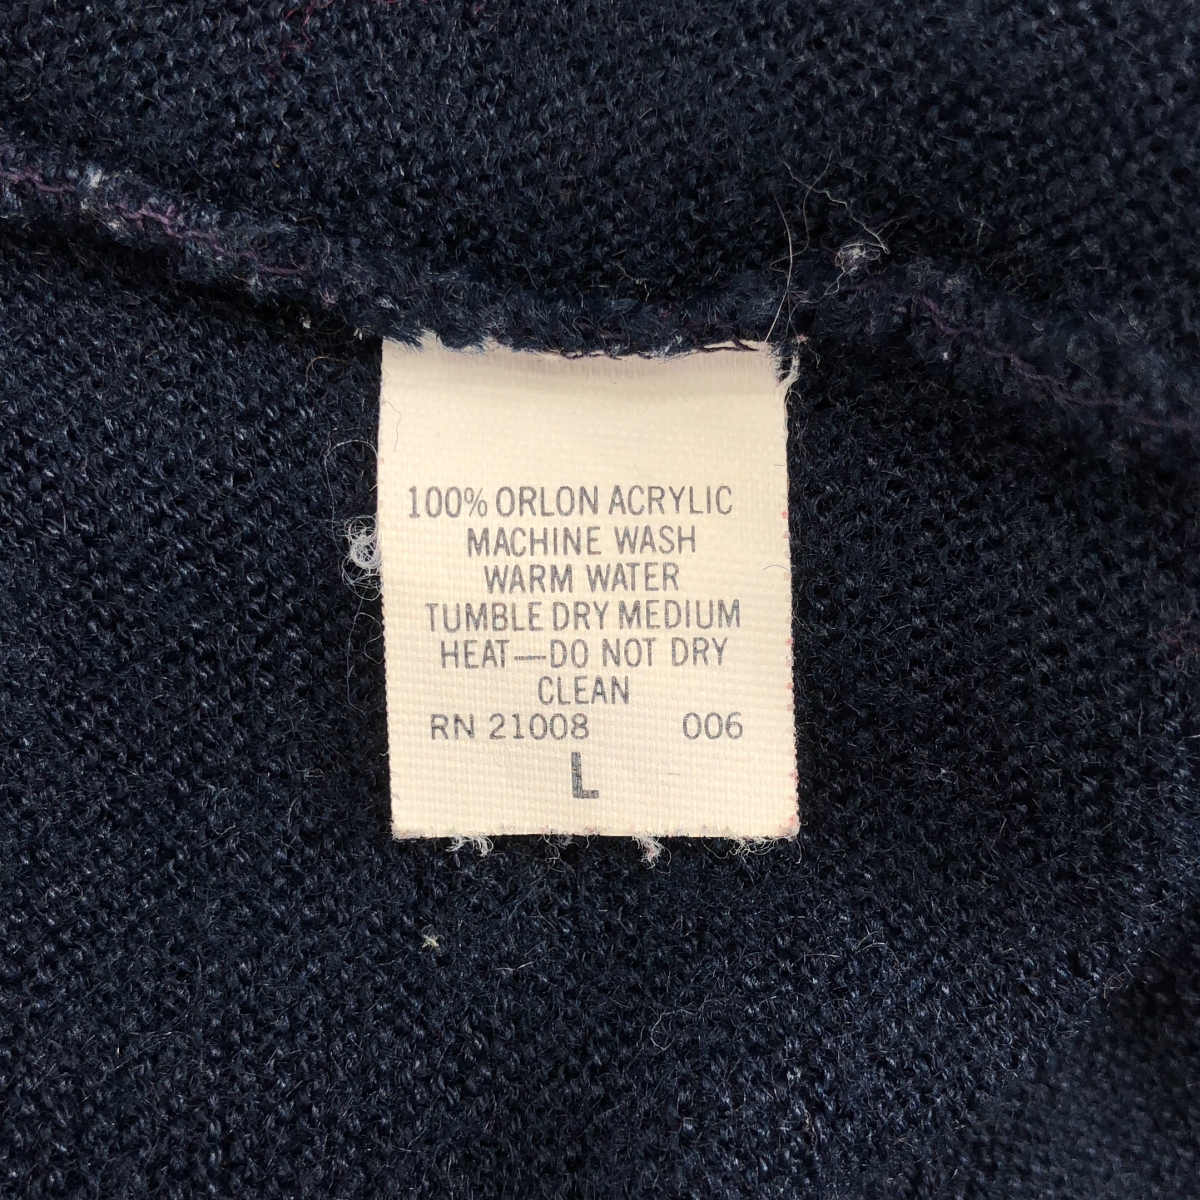 100% ORLON ACRYLIC
MACHINE WASH
WARM WATER
TUMBLE DRY MEDIUM
HEAT—DO NOT DRY
CLEAN
RN 21008 006
L